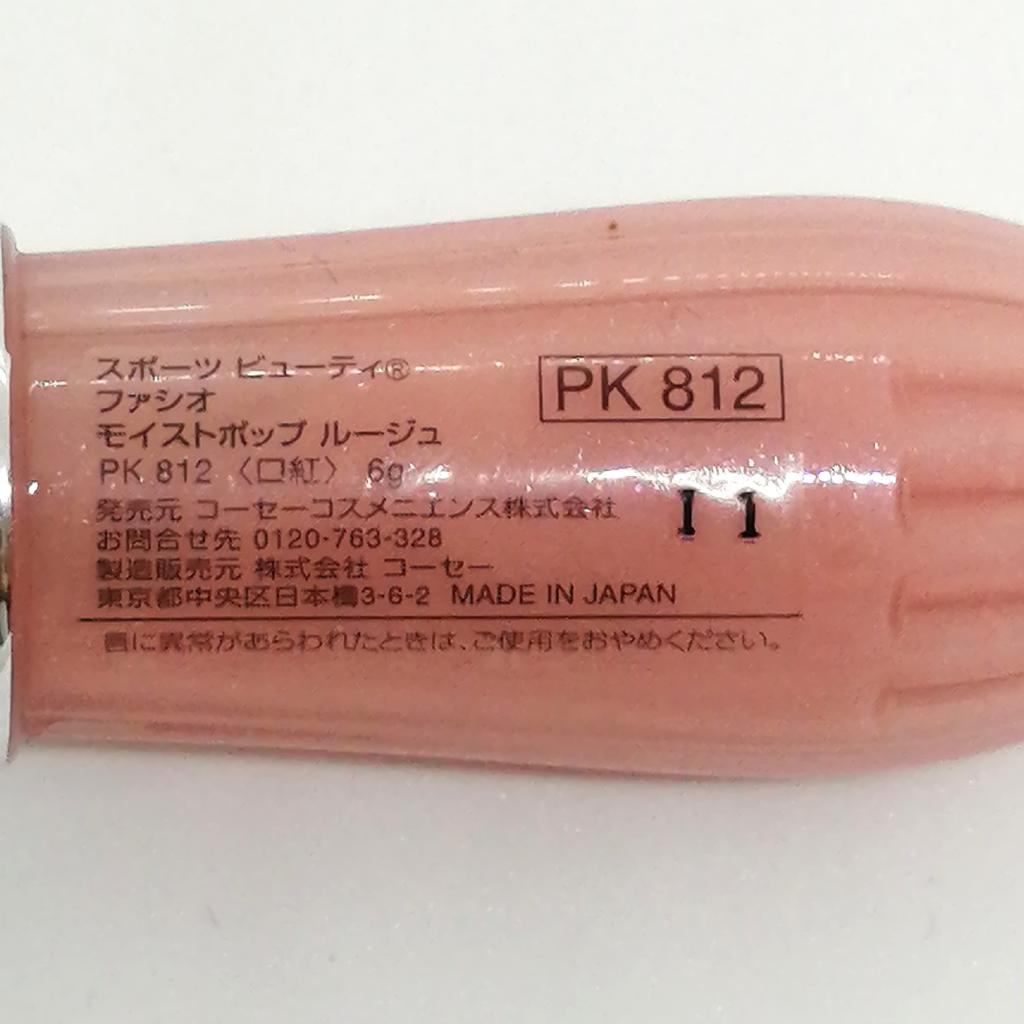 スポーツ ビューティ®
ファシオ
モイストポップ ルージュ
PK 812 〈口紅〉 6g
PK 812
発売元 コーセーコスメニエンス株式会社
I 1
お問合せ先 0120-763-328
製造販売元 株式会社 コーセー
東京都中央区日本橋3-6-2 MADE IN JAPAN
唇に異常があらわれたときは、ご使用をおやめください。